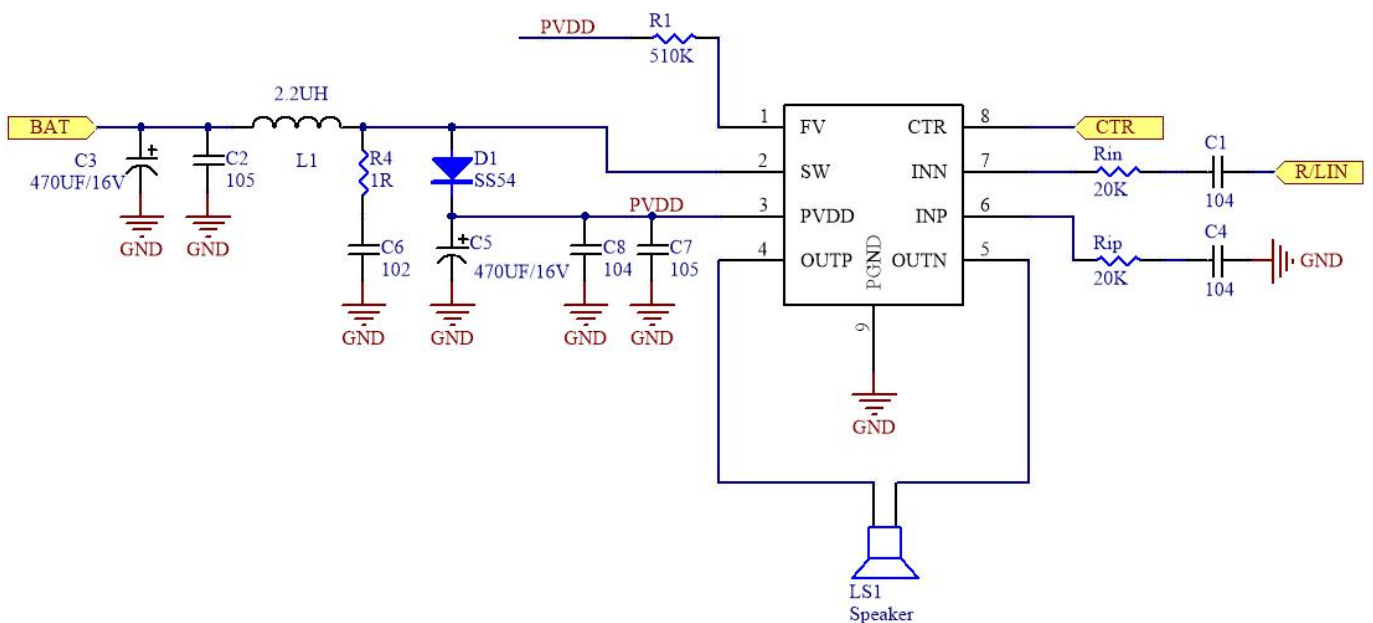 PVDD
R1
510K
2.2UH
BAT
1
FV
CTR
8
CTR
C1
C3
470UF/16V
C2
105
L1
R4
1R
D1
SS54
2
SW
INN
7
Rin
20K
104
R/LIN
PVDD
3
PVDD
INP
6
C4
GND
GND
C6
102
C5
470UF/16V
C8
104
C7
105
4
OUTP
PGND
OUTN
5
Rip
20K
104
GND
GND
GND
GND
GND
9
GND
LS1
Speaker